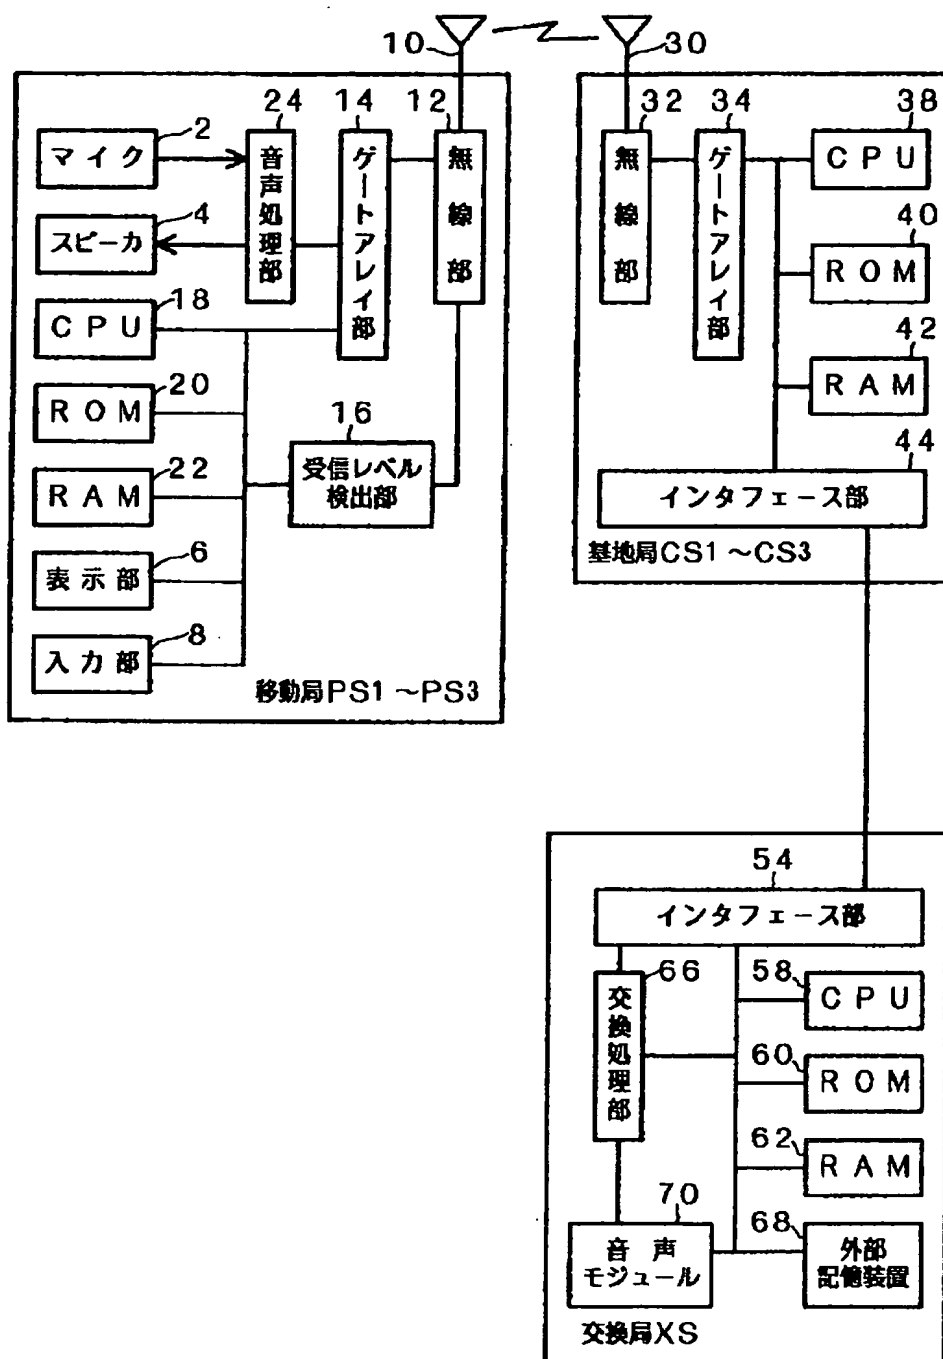 10
30
24
14
12
2
マイク
音声処理部
ゲートアレイ部
無線部
4
スピーカ
18
CPU
20
ROM
16
受信レベル
検出部
22
RAM
6
表示部
8
入力部
移動局PS1～PS3
32
34
38
無線部
ゲートアレイ部
CPU
40
ROM
42
RAM
44
インタフェース部
基地局CS1～CS3
54
インタフェース部
66
58
交換処理部
CPU
60
ROM
62
RAM
70
68
音声
モジュール
外部
記憶装置
交換局XS